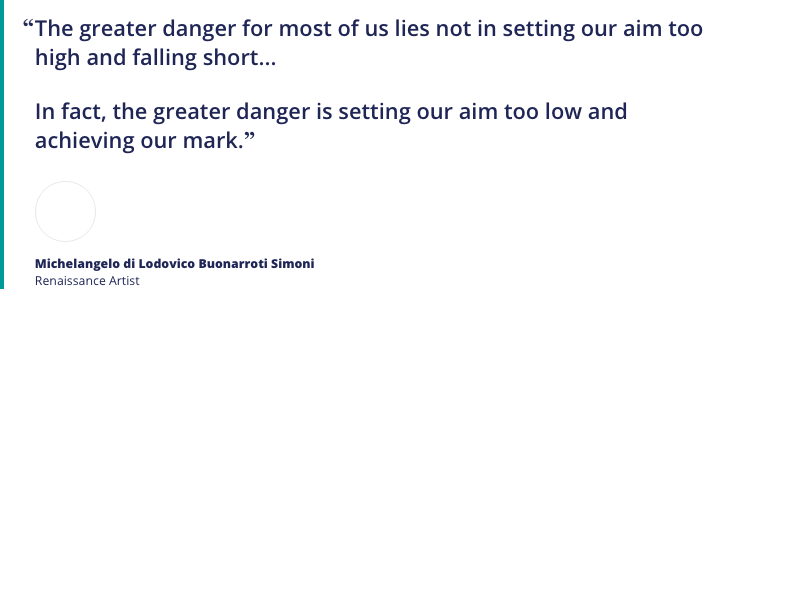 “The greater danger for most of us lies not in setting our aim too
high and falling short…
In fact, the greater danger is setting our aim too low and
achieving our mark.”
Michelangelo di Lodovico Buonarroti Simoni
Renaissance Artist